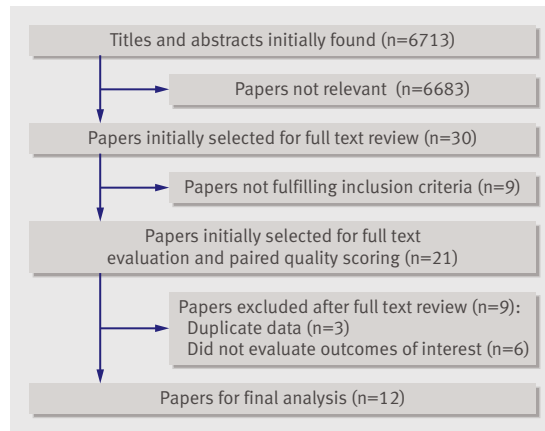 Titles and abstracts initially found (n=6713)
Papers not relevant (n=6683)
Papers initially selected for full text review (n=30)
Papers not fulfilling inclusion criteria (n=9)
Papers initially selected for full text
evaluation and paired quality scoring (n=21)
Papers excluded after full text review (n=9):
Duplicate data (n=3)
Did not evaluate outcomes of interest (n=6)
Papers for final analysis (n=12)